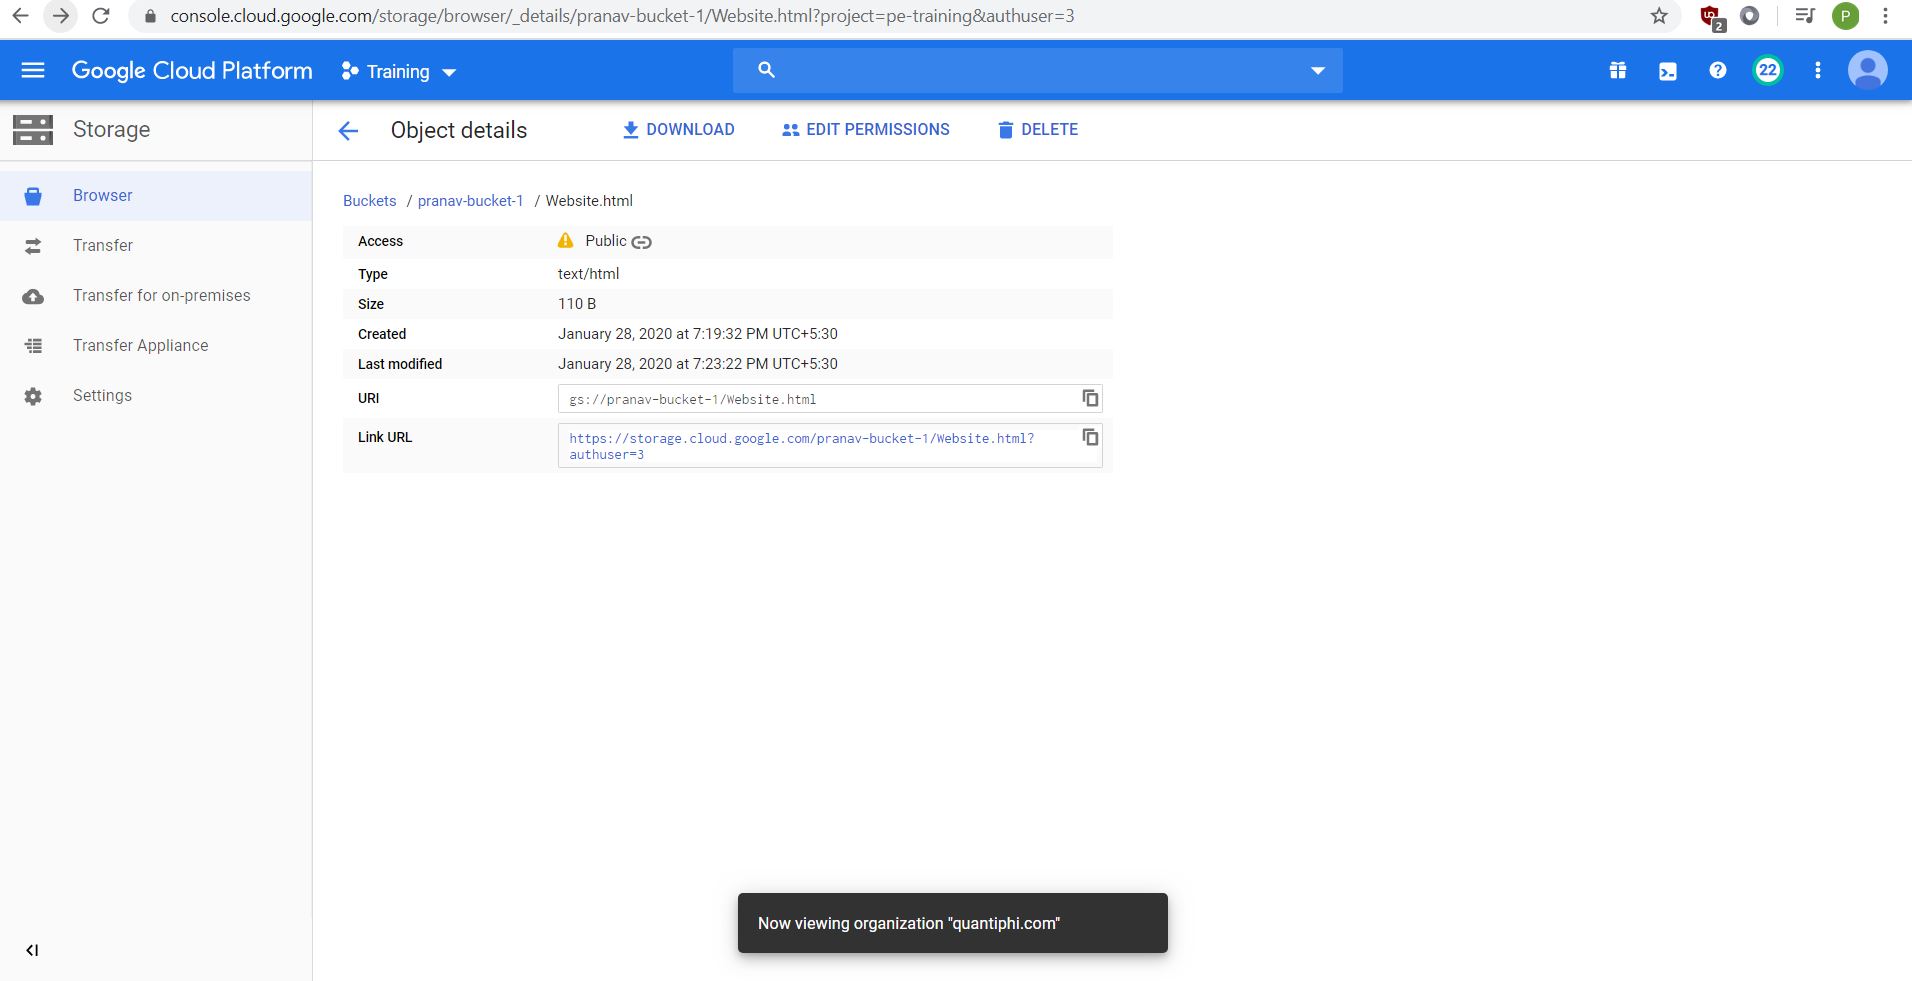 console.cloud.google.com/storage/browser/_details/pranav-bucket-1/Website.html?project=pe-training&authuser=3
2
P
Google Cloud Platform
Training
22
Storage
Object details
DOWNLOAD
EDIT PERMISSIONS
DELETE
Browser
Transfer
Transfer for on-premises
Transfer Appliance
Settings
Buckets / pranav-bucket-1 / Website.html
Access Public
Type text/html
Size 110 B
Created January 28, 2020 at 7:19:32 PM UTC+5:30
Last modified January 28, 2020 at 7:23:22 PM UTC+5:30
URI gs://pranav-bucket-1/Website.html
Link URL https://storage.cloud.google.com/pranav-bucket-1/Website.html?
authuser=3
Now viewing organization "quantiphi.com"